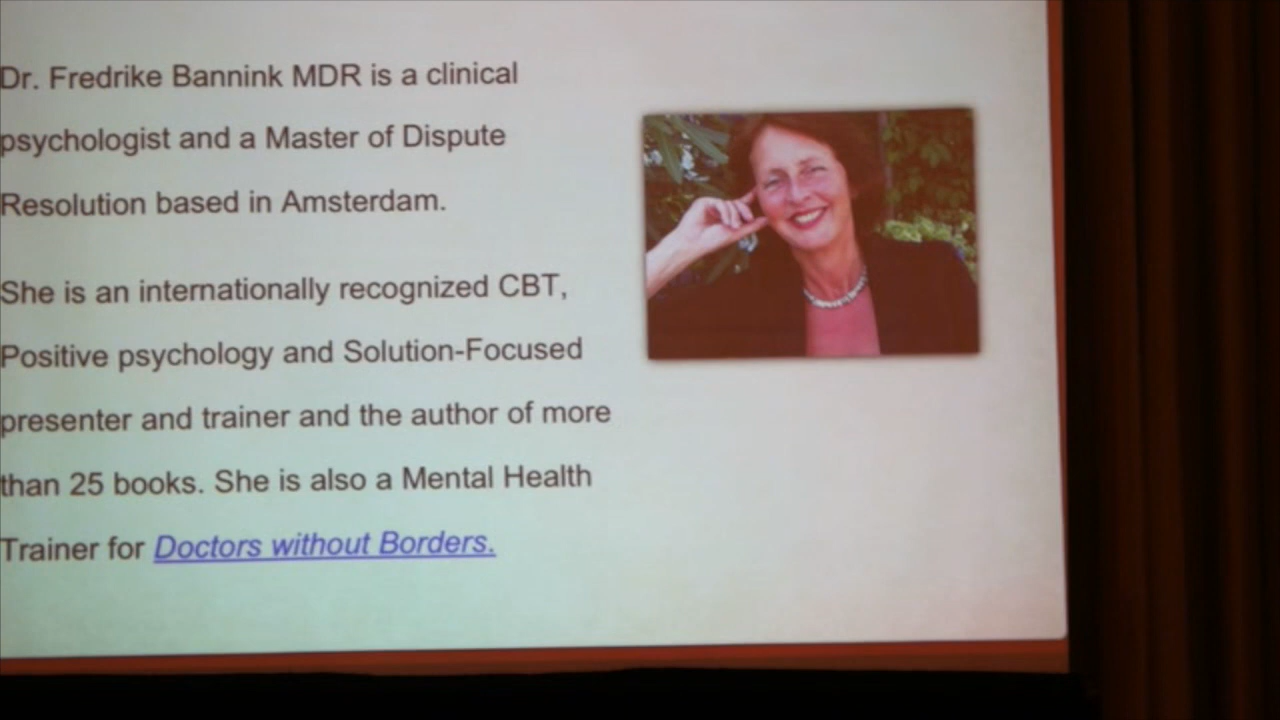 Dr. Fredrike Bannink MDR is a clinical
psychologist and a Master of Dispute
Resolution based in Amsterdam.
She is an internationally recognized CBT,
Positive psychology and Solution-Focused
presenter and trainer and the author of more
than 25 books. She is also a Mental Health
Trainer for Doctors without Borders.